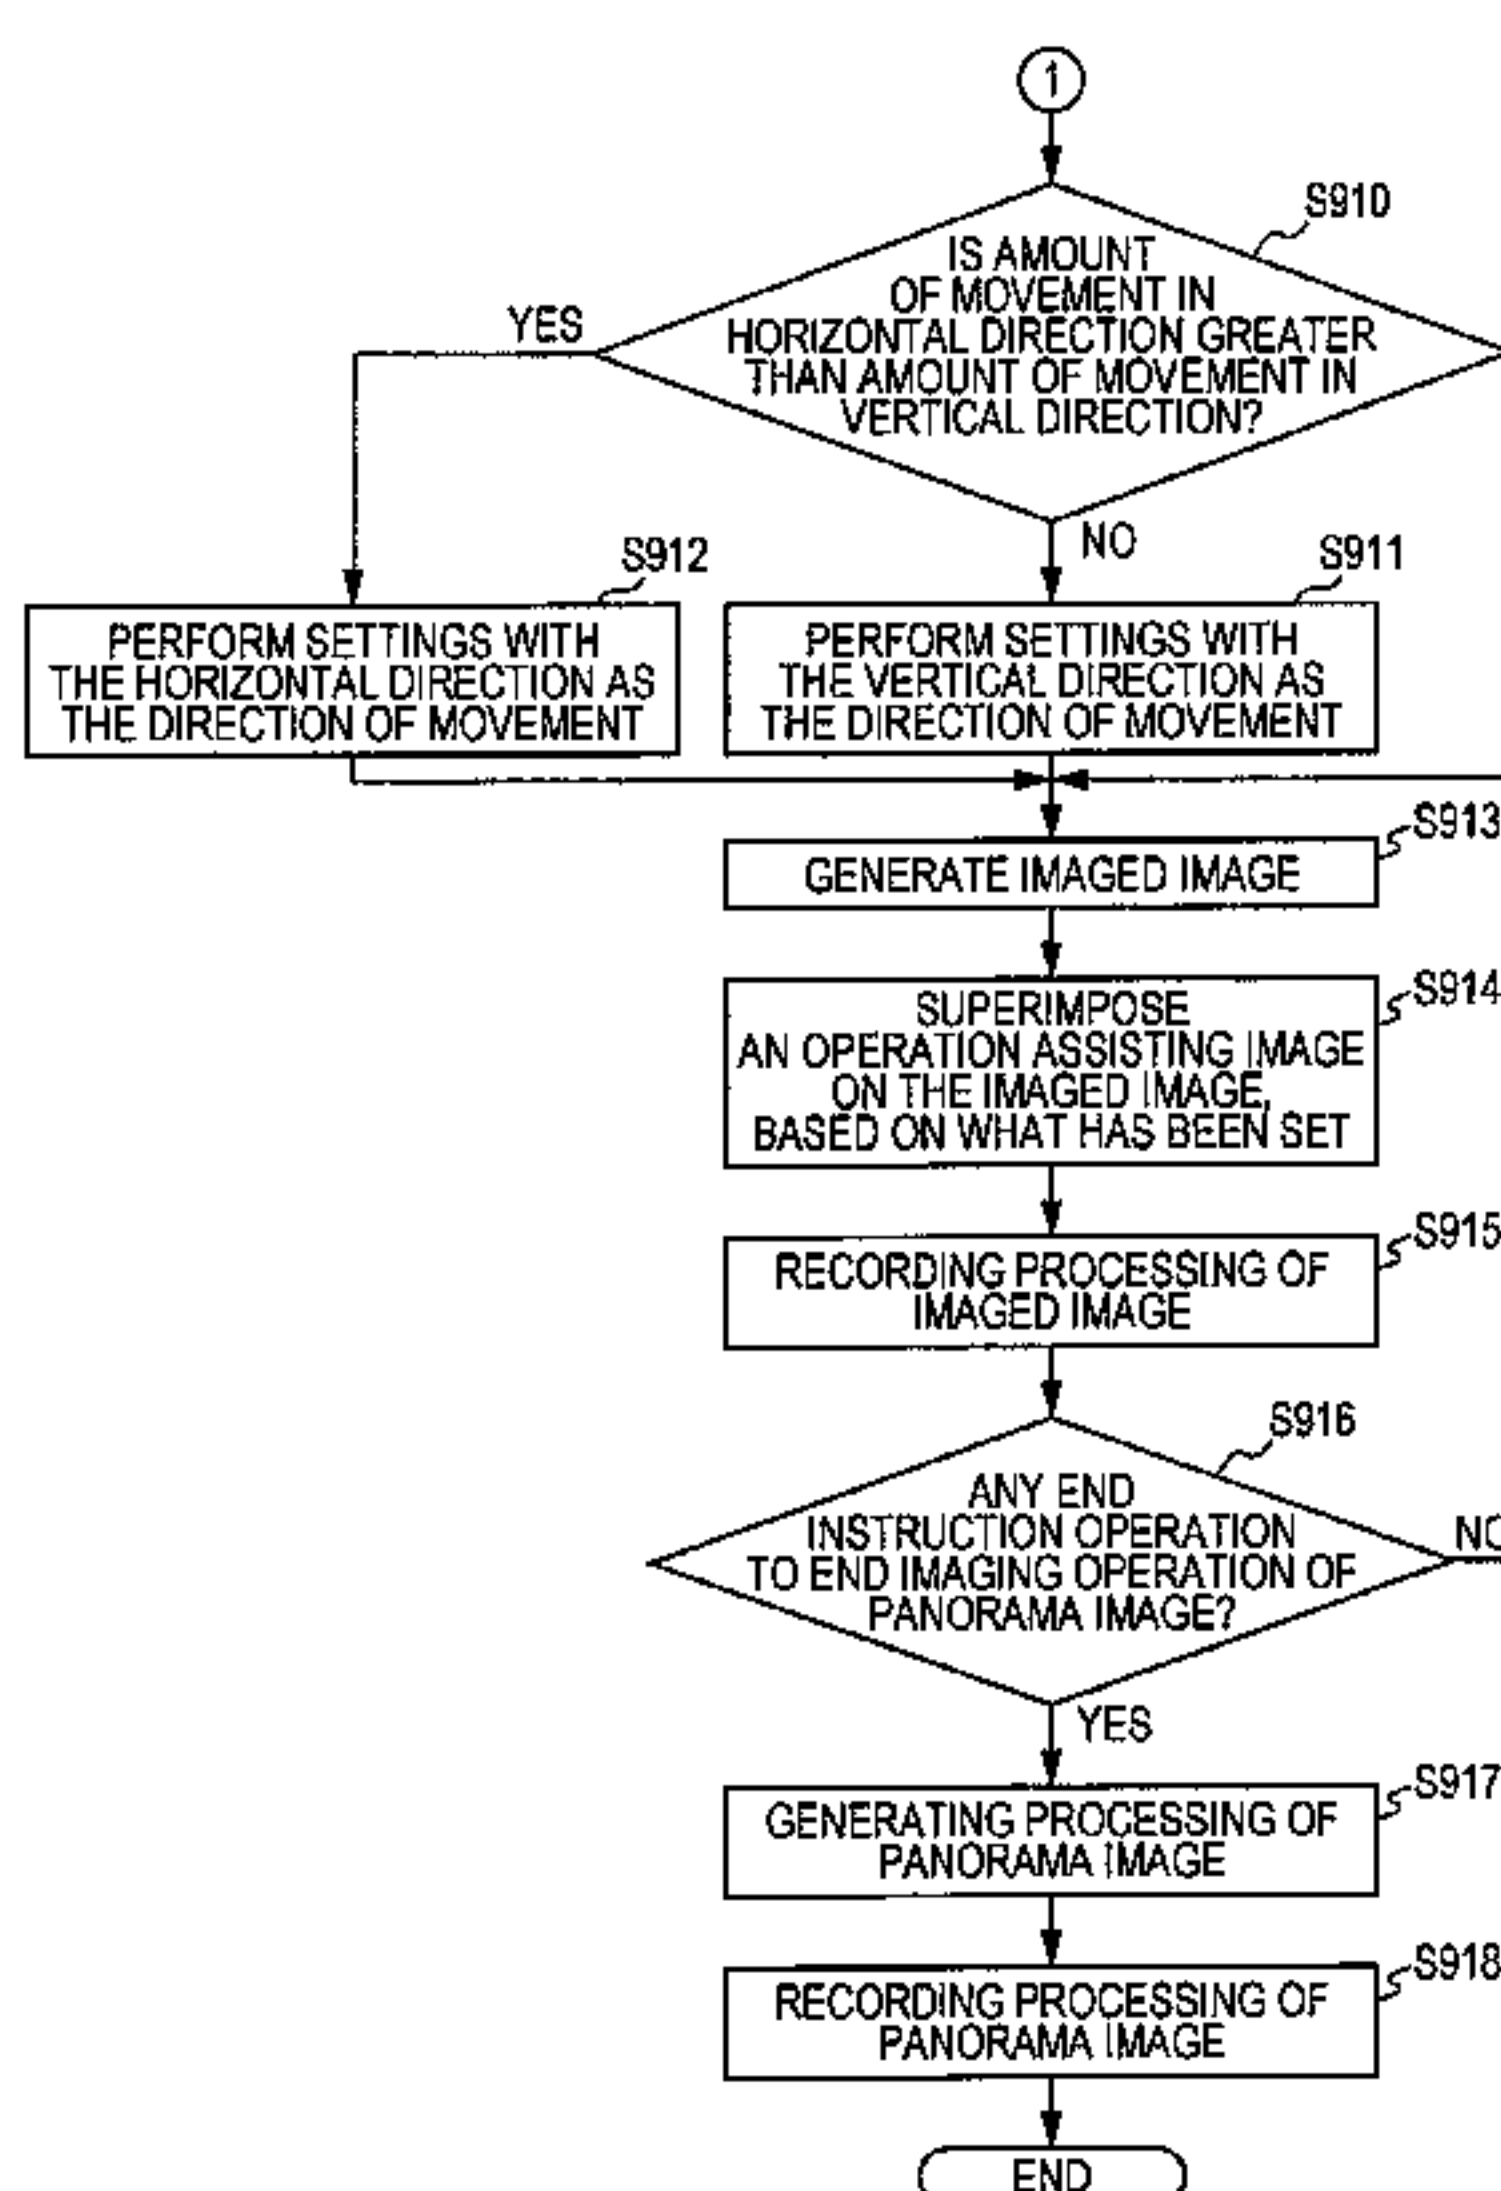 1
S910
IS AMOUNT
OF MOVEMENT IN
HORIZONTAL DIRECTION GREATER
THAN AMOUNT OF MOVEMENT IN
VERTICAL DIRECTION?
YES
NO
S912
PERFORM SETTINGS WITH
THE HORIZONTAL DIRECTION AS
THE DIRECTION OF MOVEMENT
S911
PERFORM SETTINGS WITH
THE VERTICAL DIRECTION AS
THE DIRECTION OF MOVEMENT
S913
GENERATE IMAGED IMAGE
S914
SUPERIMPOSE
AN OPERATION ASSISTING IMAGE
ON THE IMAGED IMAGE,
BASED ON WHAT HAS BEEN SET
S915
RECORDING PROCESSING OF
IMAGED IMAGE
S916
ANY END
INSTRUCTION OPERATION
TO END IMAGING OPERATION OF
PANORAMA IMAGE?
NO
YES
S917
GENERATING PROCESSING OF
PANORAMA IMAGE
S918
RECORDING PROCESSING OF
PANORAMA IMAGE
END